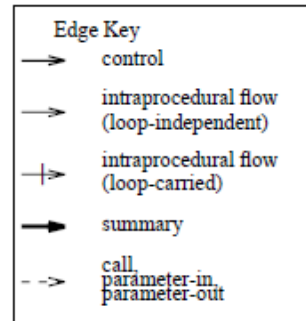 Edge Key
control
intraprocedural flow
(loop-independent)
intraprocedural flow
(loop-carried)
summary
call,
parameter-in,
parameter-out